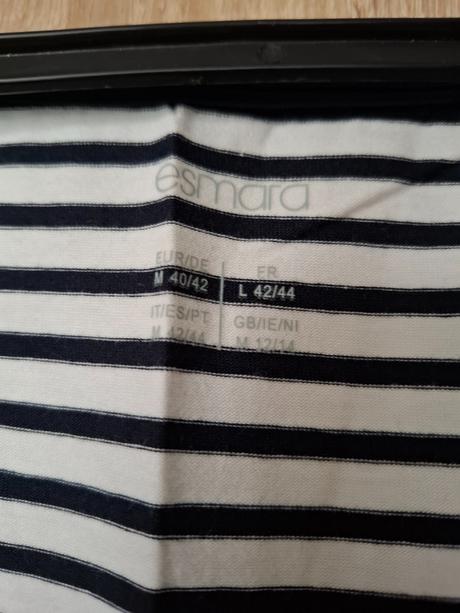 esmara
EUR/DE FR
M 40/42 L 42/44
IT/ES/PT GB/IE/NI
M 42/44 M 12/14